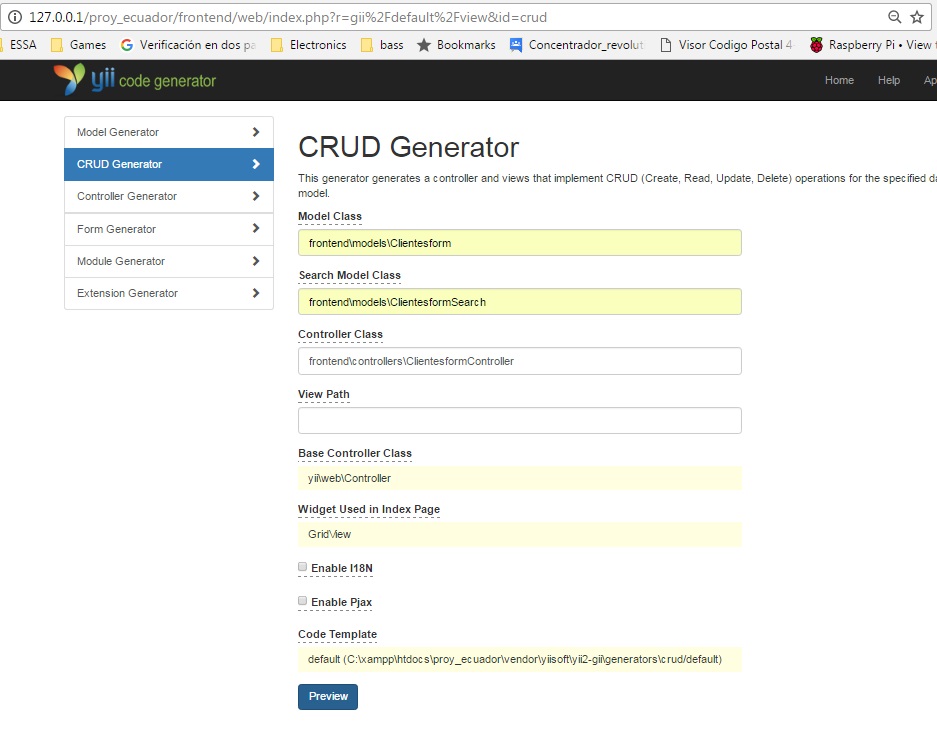 127.0.0.1/proy_ecuador/frontend/web/index.php?r=gii%2Fdefault%2Fview&id=crud
ESSA Games Verificación en dos pa Electronics bass Bookmarks Concentrador_revolut Visor Codigo Postal 4 Raspberry Pi • View
yii code generator Home Help Ap
Model Generator
CRUD Generator
Controller Generator
Form Generator
Module Generator
Extension Generator
CRUD Generator
This generator generates a controller and views that implement CRUD (Create, Read, Update, Delete) operations for the specified da
model.
Model Class
frontend\models\Clientesform
Search Model Class
frontend\models\ClientesformSearch
Controller Class
frontend\controllers\ClientesformController
View Path
Base Controller Class
yii\web\Controller
Widget Used in Index Page
GridView
Enable I18N
Enable Pjax
Code Template
default (C:\xampp\htdocs\proy_ecuador\vendor\yiisoft\yii2-gii\generators\crud/default)
Preview